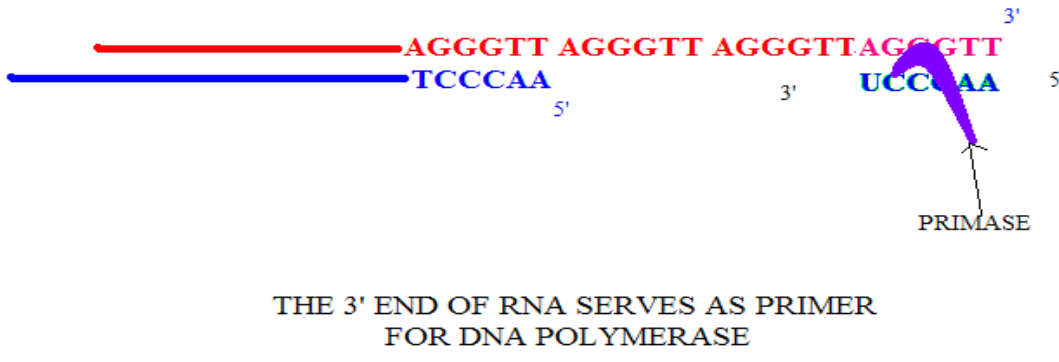 3'
AGGGTT AGGGTT AGGGTTAGGGTT
TCCCAA 3' UCCCAA 5
5'
PRIMASE
THE 3' END OF RNA SERVES AS PRIMER
FOR DNA POLYMERASE